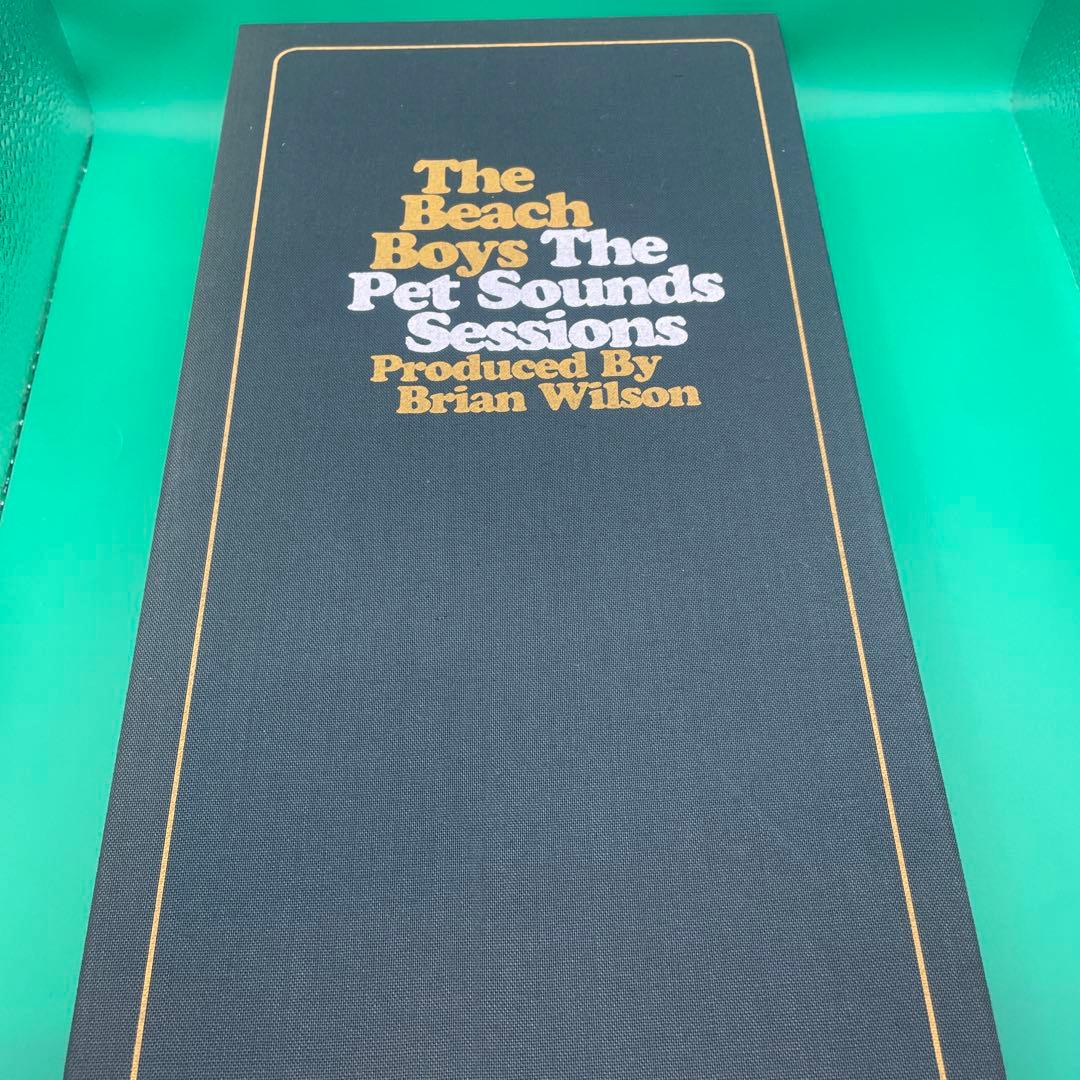 The
Beach
Boys The
Pet Sounds
Sessions
Produced By
Brian Wilson